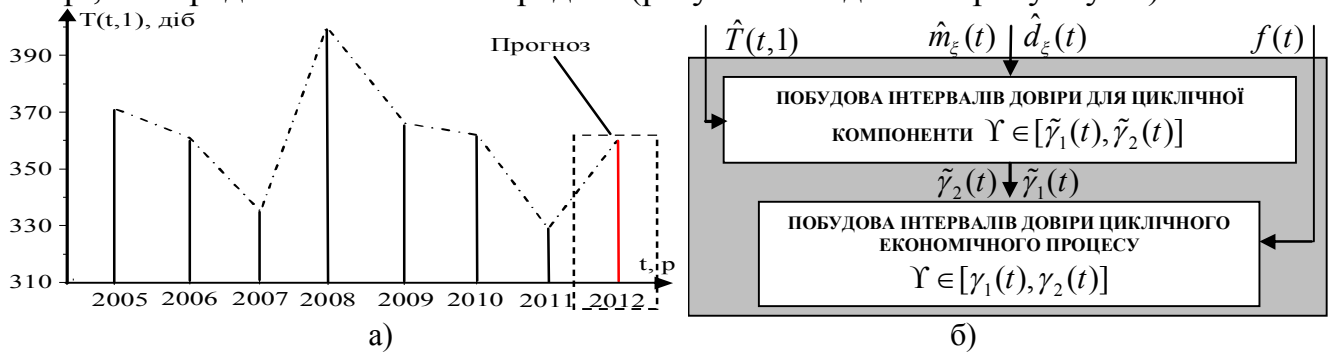 T(t,1), діб
390
370
350
330
310
Прогноз
t, р
2005 2006 2007 2008 2009 2010 2011 2012
а)
T̂(t,1) m̂ξ(t) d̂ξ(t) f(t)
ПОБУДОВА ІНТЕРВАЛІВ ДОВІРИ ДЛЯ ЦИКЛІЧНОЇ
КОМПОНЕНТИ ϒ∈[γ̃₁(t), γ̃₂(t)]
γ̃₂(t) γ̃₁(t)
ПОБУДОВА ІНТЕРВАЛІВ ДОВІРИ ЦИКЛІЧНОГО
ЕКОНОМІЧНОГО ПРОЦЕСУ
ϒ∈[γ₁(t), γ₂(t)]
б)